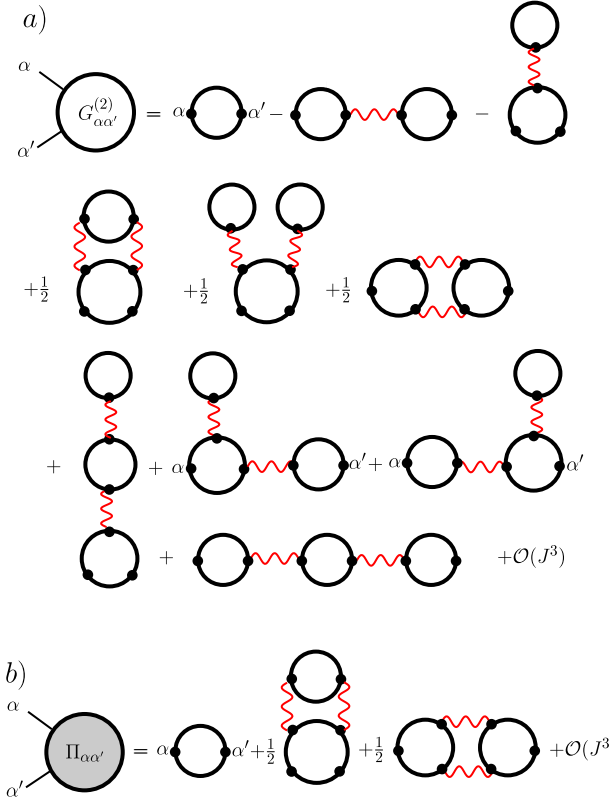 a)
α α′ G^{(2)}_{αα′} = α α′ − −
+½ +½ +½
+ + α α′ + α α′
+ +𝒪(J³)
b)
α α′ Π_{αα′} = α α′ +½ +½ +𝒪(J³